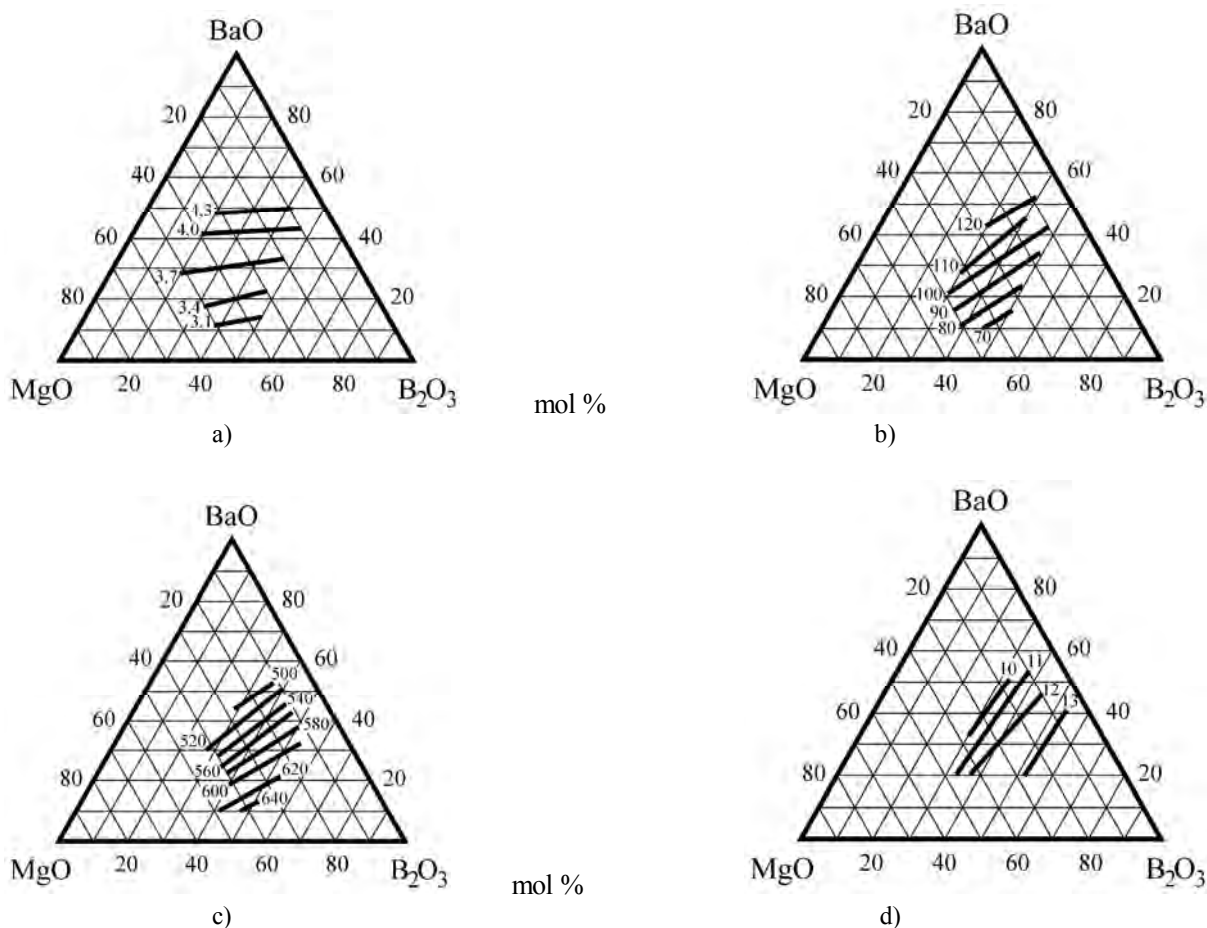 BaO
20 80
40 60
4.3
4.0
60 40
3.7
80 3.4 20
3.1
MgO 20 40 60 80 B₂O₃
mol %
a)
BaO
20 80
40 60
120
60 40
110
100
80 90 20
80 70
MgO 20 40 60 80 B₂O₃
b)
BaO
20 80
40 60
500
540
60 580 40
520
560 620
80 600 640 20
MgO 20 40 60 80 B₂O₃
mol %
c)
BaO
20 80
40 60
10 11
12
60 13 40
80 20
MgO 20 40 60 80 B₂O₃
d)